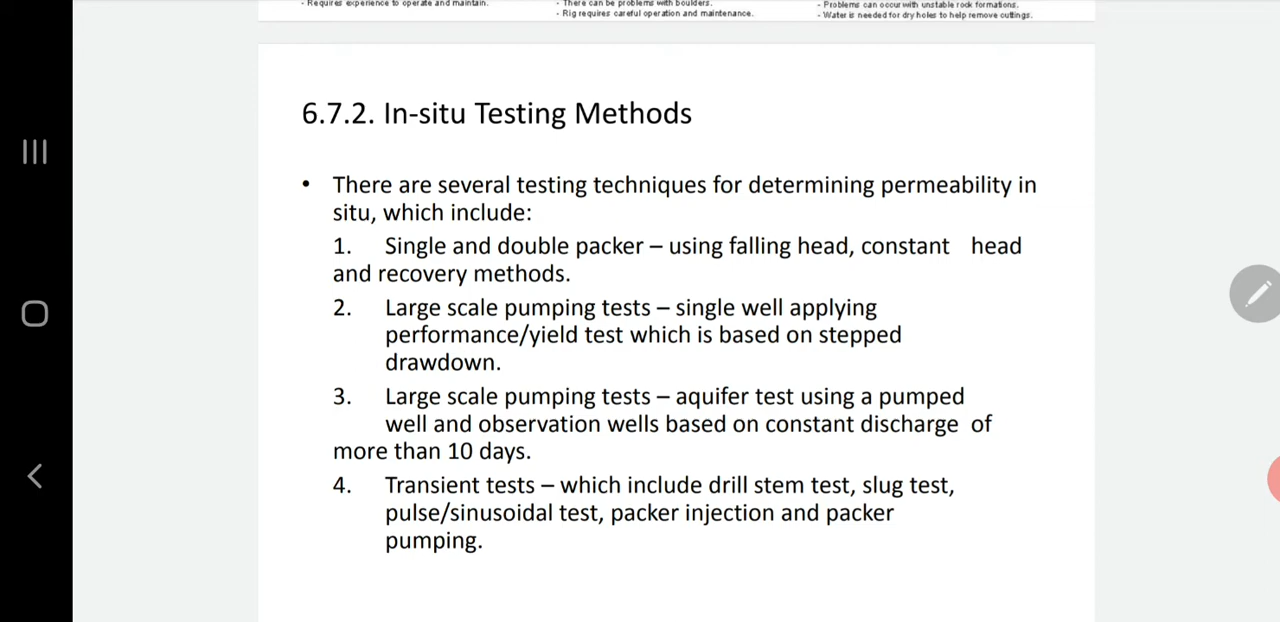 - Requires experience to operate and maintain.
- There can be problems with boulders.
- Rig requires careful operation and maintenance.
- Problems can occur with unstable rock formations.
- Water is needed for dry holes to help remove cuttings.
6.7.2. In-situ Testing Methods
• There are several testing techniques for determining permeability in
situ, which include:
1. Single and double packer – using falling head, constant head
and recovery methods.
2. Large scale pumping tests – single well applying
performance/yield test which is based on stepped
drawdown.
3. Large scale pumping tests – aquifer test using a pumped
well and observation wells based on constant discharge of
more than 10 days.
4. Transient tests – which include drill stem test, slug test,
pulse/sinusoidal test, packer injection and packer
pumping.